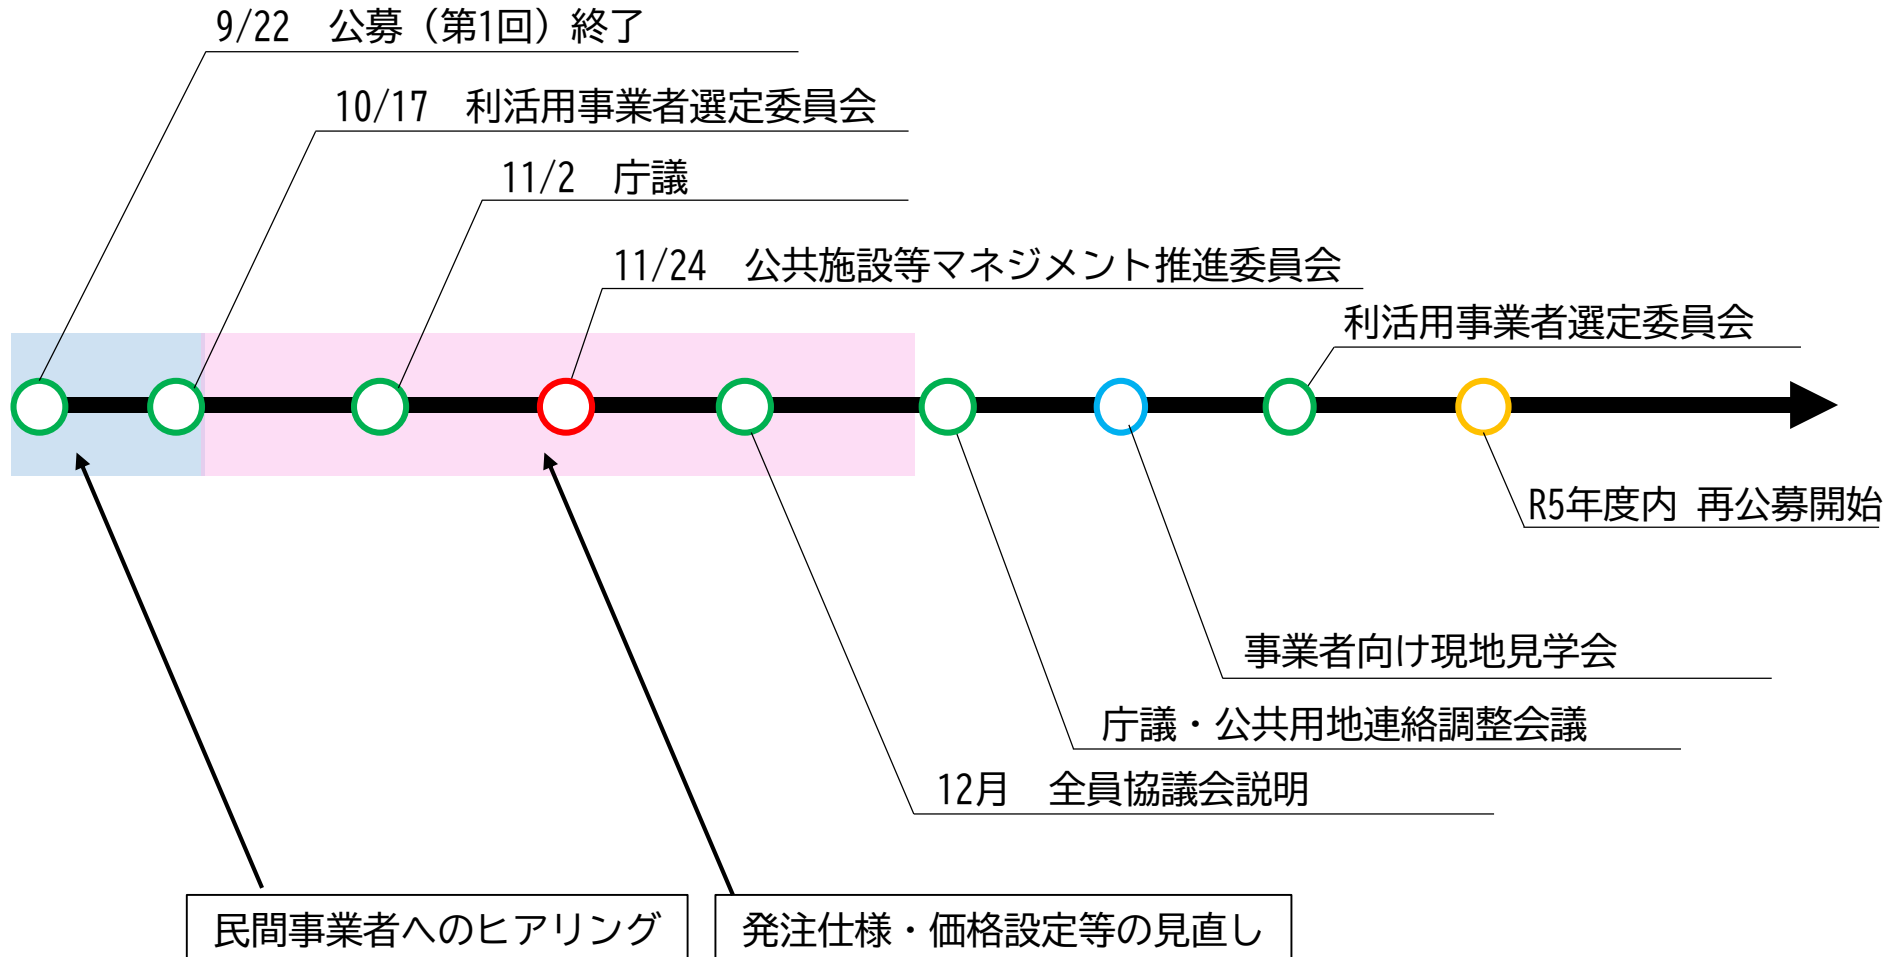 9/22　公募（第1回）終了
10/17　利活用事業者選定委員会
11/2　庁議
11/24　公共施設等マネジメント推進委員会
利活用事業者選定委員会
R5年度内 再公募開始
事業者向け現地見学会
庁議・公共用地連絡調整会議
12月　全員協議会説明
民間事業者へのヒアリング
発注仕様・価格設定等の見直し